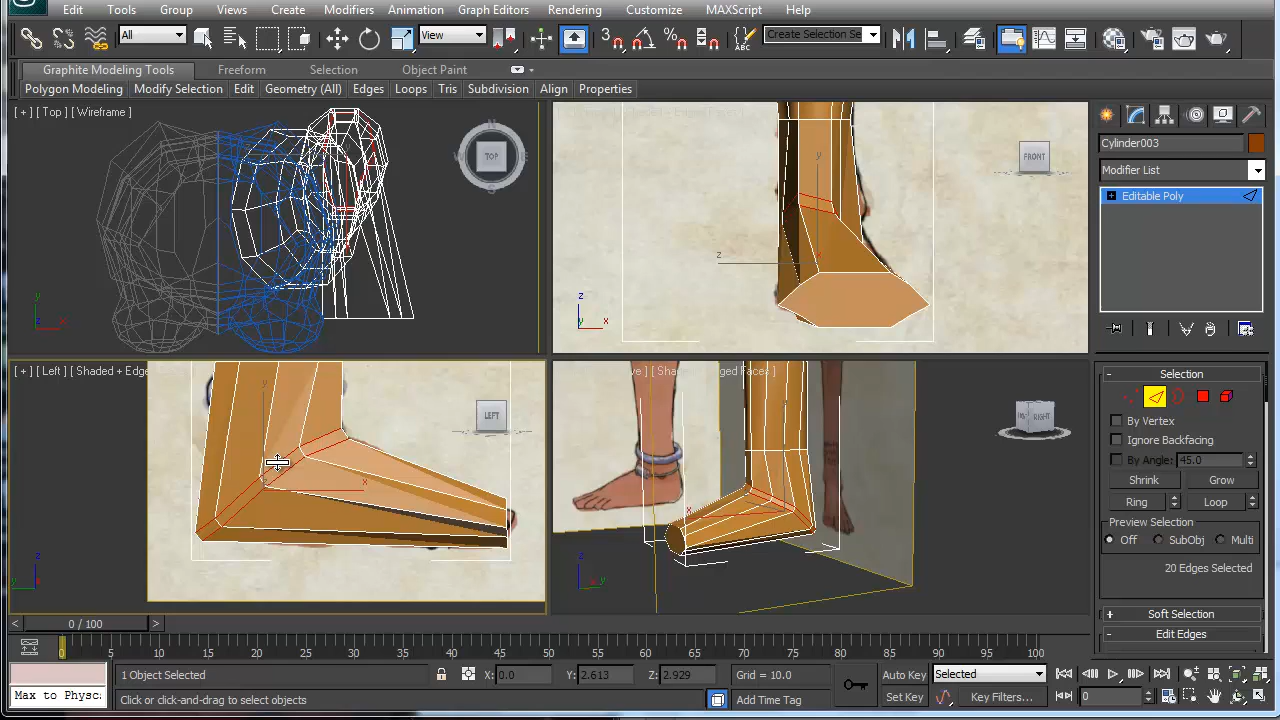 Edit Tools Group Views Create Modifiers Animation Graph Editors Rendering Customize MAXScript Help
All View Create Selection Se
Graphite Modeling Tools Freeform Selection Object Paint
Polygon Modeling Modify Selection Edit Geometry (All) Edges Loops Tris Subdivision Align Properties
[ + ] [ Top ] [ Wireframe ]
TOP
FRONT
Cylinder003
Modifier List
Editable Poly
[ + ] [ Left ] [ Shaded + Edge
LEFT
RIGHT
Selection
By Vertex
Ignore Backfacing
By Angle: 45.0
Shrink Grow
Ring Loop
Preview Selection
Off SubObj Multi
20 Edges Selected
Soft Selection
Edit Edges
< 0 / 100 >
0 5 10 15 20 25 30 35 40 45 50 55 60 65 70 75 80 85 90 95 100
1 Object Selected X: 0.0 Y: 2.613 Z: 2.929 Grid = 10.0 Auto Key Selected
Max to Physc
Click or click-and-drag to select objects Add Time Tag Set Key Key Filters... 0